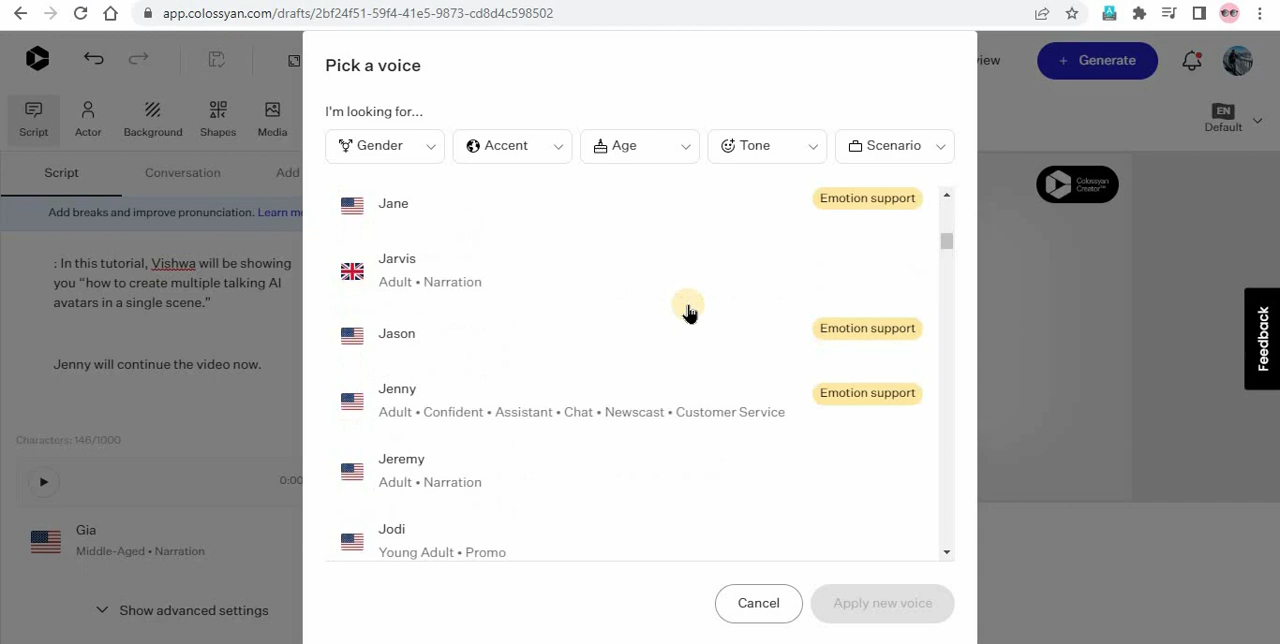 app.colossyan.com/drafts/2bf24f51-59f4-41e5-9873-cd8d4c598502
Generate
Script
Actor
Background
Shapes
Media
EN
Default
Script
Conversation
Add
Add breaks and improve pronunciation. Learn
: In this tutorial, Vishwa will be showing
you "how to create multiple talking AI
avatars in a single scene."
Jenny will continue the video now.
Characters: 146/1000
0:00
Gia
Middle-Aged • Narration
Show advanced settings
Pick a voice
I'm looking for...
Gender
Accent
Age
Tone
Scenario
Jane
Emotion support
Jarvis
Adult • Narration
Jason
Emotion support
Jenny
Emotion support
Adult • Confident • Assistant • Chat • Newscast • Customer Service
Jeremy
Adult • Narration
Jodi
Young Adult • Promo
Cancel
Apply new voice
Colossyan
Creator™
Feedback